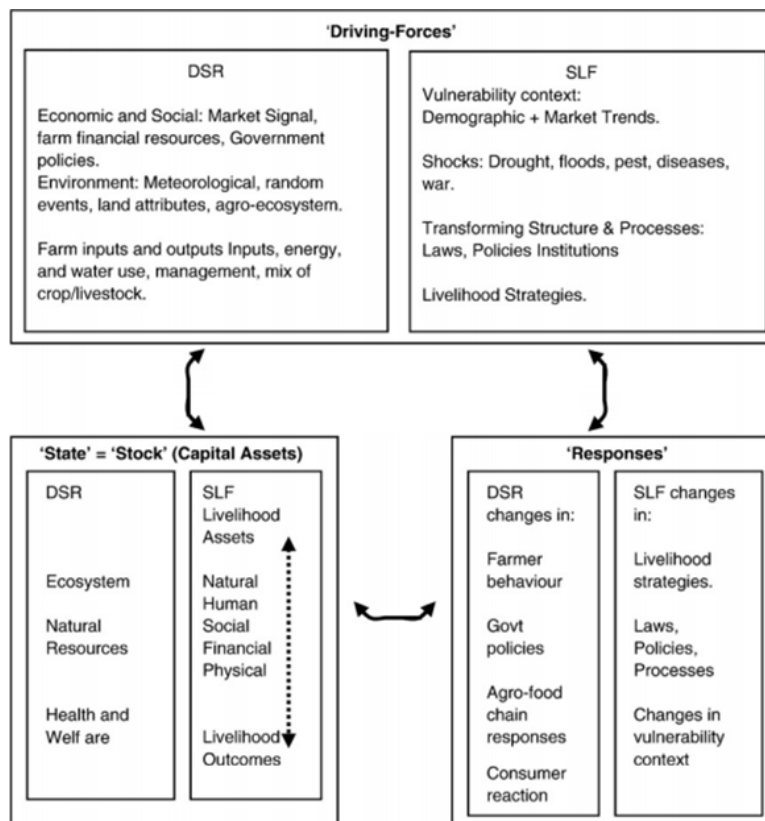 'Driving-Forces'
DSR
Economic and Social: Market Signal,
farm financial resources, Government
policies.
Environment: Meteorological, random
events, land attributes, agro-ecosystem.
Farm inputs and outputs Inputs, energy,
and water use, management, mix of
crop/livestock.
SLF
Vulnerability context:
Demographic + Market Trends.
Shocks: Drought, floods, pest, diseases,
war.
Transforming Structure & Processes:
Laws, Policies Institutions
Livelihood Strategies.
'State' = 'Stock' (Capital Assets)
DSR
Ecosystem
Natural
Resources
Health and
Welf are
SLF
Livelihood
Assets
Natural
Human
Social
Financial
Physical
Livelihood
Outcomes
'Responses'
DSR
changes in:
Farmer
behaviour
Govt
policies
Agro-food
chain
responses
Consumer
reaction
SLF changes
in:
Livelihood
strategies.
Laws,
Policies,
Processes
Changes in
vulnerability
context